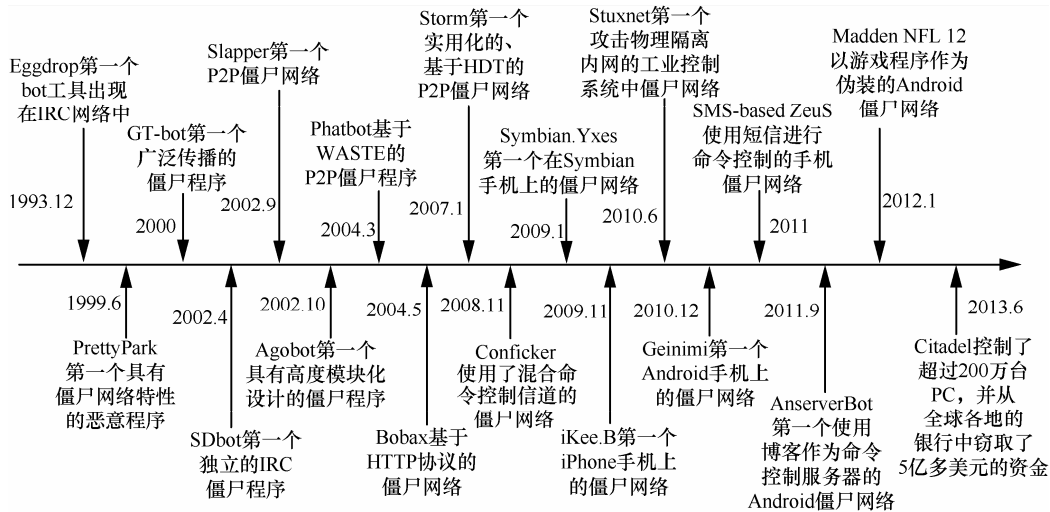 Eggdrop第一个
bot工具出现
在IRC网络中
1993.12
1999.6
PrettyPark
第一个具有
僵尸网络特性
的恶意程序
GT-bot第一个
广泛传播的
僵尸程序
2000
2002.4
SDbot第一个
独立的IRC
僵尸程序
Slapper第一个
P2P僵尸网络
2002.9
2002.10
Agobot第一个
具有高度模块化
设计的僵尸程序
Phatbot基于
WASTE的
P2P僵尸程序
2004.3
2004.5
Bobax基于
HTTP协议的
僵尸网络
Storm第一个
实用化的、
基于HDT的
P2P僵尸网络
2007.1
2008.11
Conficker
使用了混合命
令控制信道的
僵尸网络
Symbian.Yxes
第一个在Symbian
手机上的僵尸网络
2009.1
2009.11
iKee.B第一个
iPhone手机上
的僵尸网络
Stuxnet第一个
攻击物理隔离
内网的工业控制
系统中僵尸网络
2010.6
2010.12
Geinimi第一个
Android手机上
的僵尸网络
SMS-based ZeuS
使用短信进行
命令控制的手机
僵尸网络
2011
2011.9
AnserverBot
第一个使用
博客作为命令
控制服务器的
Android僵尸网络
Madden NFL 12
以游戏程序作为
伪装的Android
僵尸网络
2012.1
2013.6
Citadel控制了
超过200万台
PC，并从
全球各地的
银行中窃取了
5亿多美元的资金